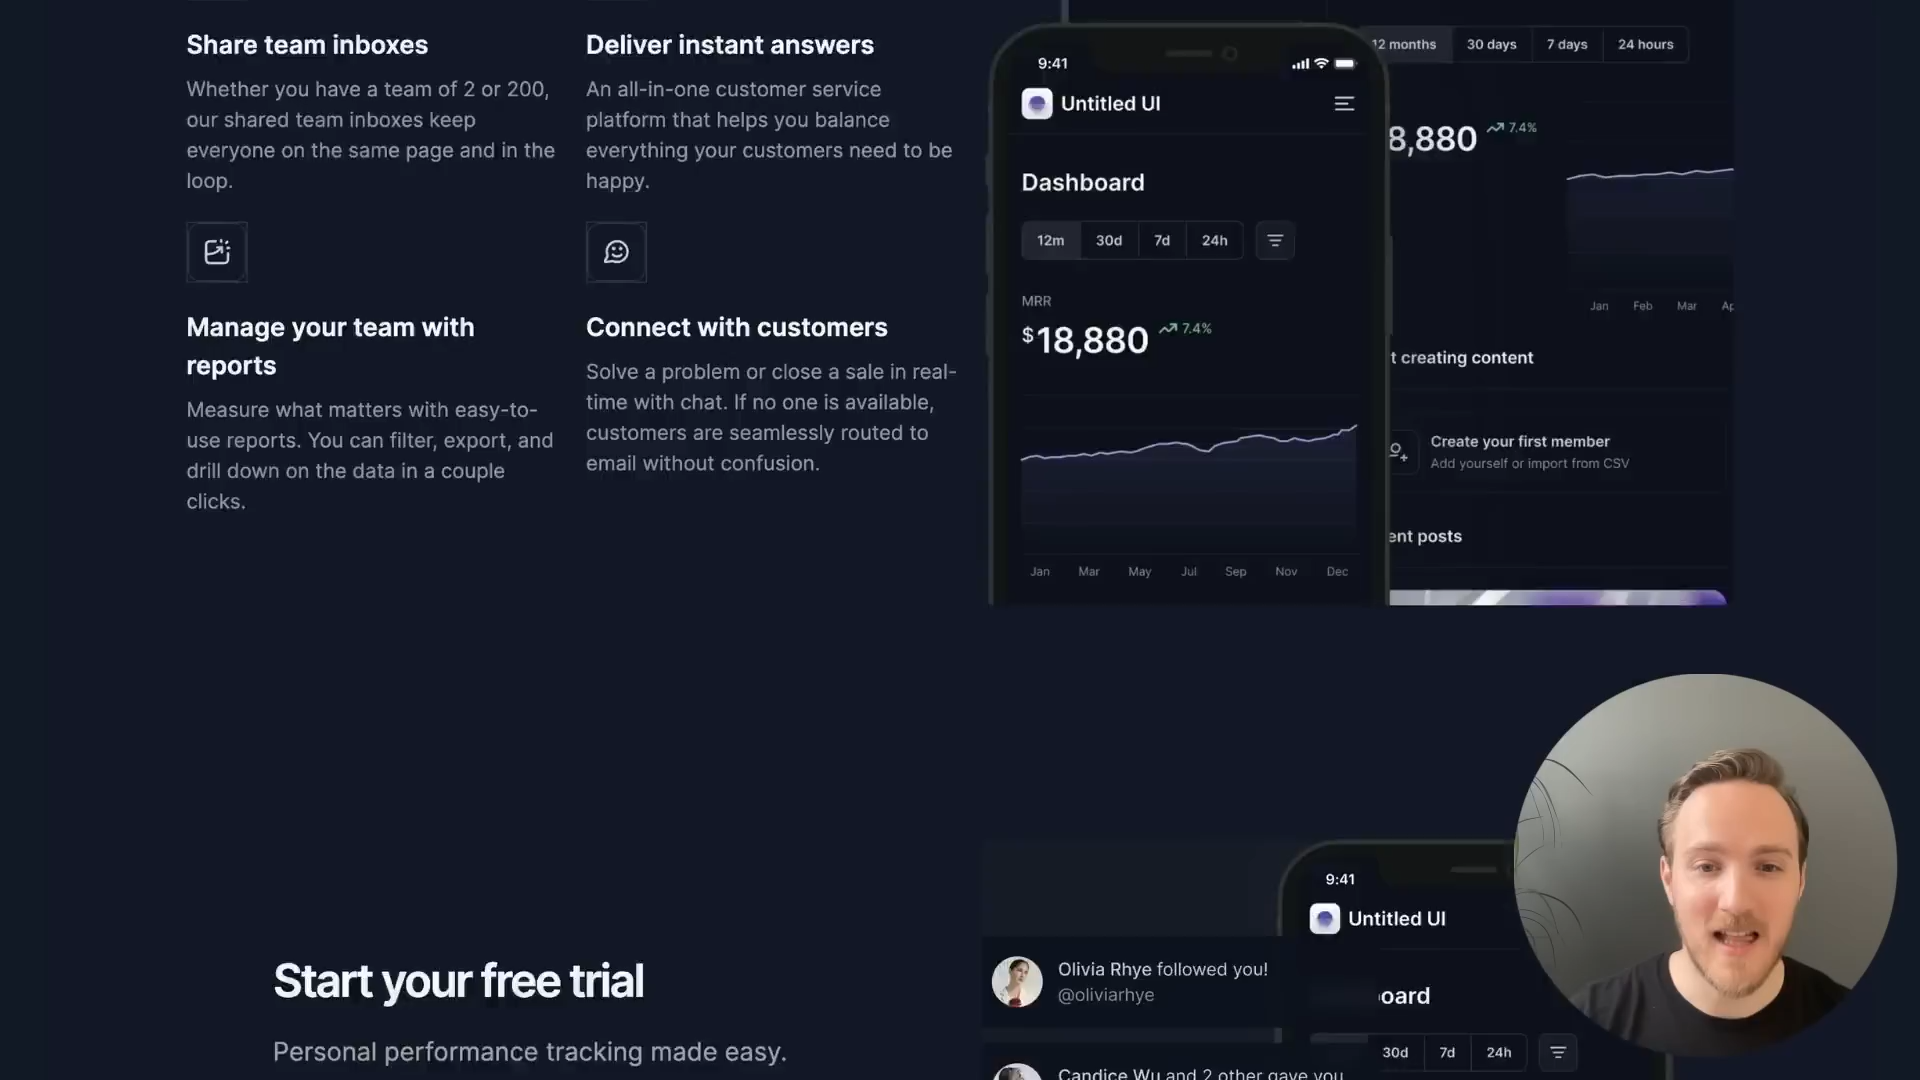 Share team inboxes
Whether you have a team of 2 or 200,
our shared team inboxes keep
everyone on the same page and in the
loop.
Deliver instant answers
An all-in-one customer service
platform that helps you balance
everything your customers need to be
happy.
Manage your team with
reports
Measure what matters with easy-to-
use reports. You can filter, export, and
drill down on the data in a couple
clicks.
Connect with customers
Solve a problem or close a sale in real-
time with chat. If no one is available,
customers are seamlessly routed to
email without confusion.
9:41
Untitled UI
Dashboard
12m 30d 7d 24h
MRR
$18,880 7.4%
Jan Mar May Jul Sep Nov Dec
12 months 30 days 7 days 24 hours
8,880 7.4%
Jan Feb Mar
t creating content
Create your first member
Add yourself or import from CSV
ent posts
Start your free trial
Personal performance tracking made easy.
9:41
Untitled UI
Olivia Rhye followed you!
@oliviarhye
oard
30d 7d 24h
Candice Wu and 2 other gave you